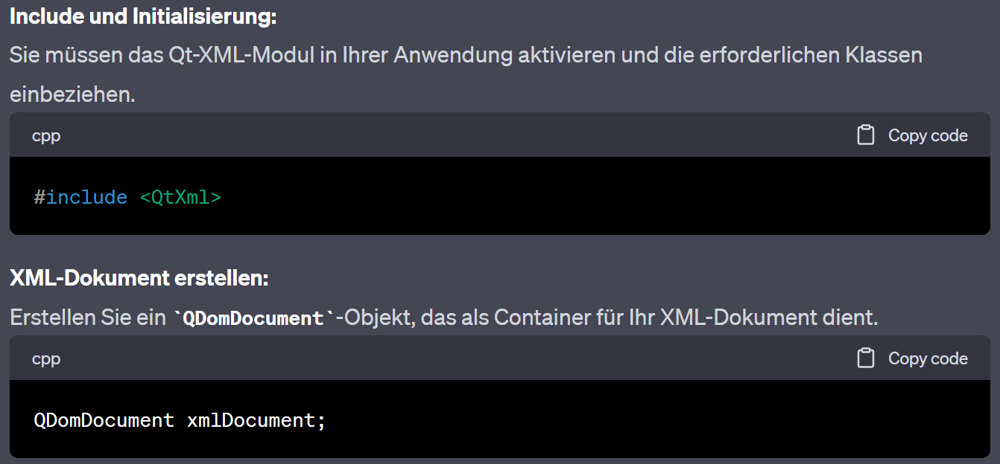 Include und Initialisierung:
Sie müssen das Qt-XML-Modul in Ihrer Anwendung aktivieren und die erforderlichen Klassen
einbeziehen.
cpp Copy code
#include <QtXml>
XML-Dokument erstellen:
Erstellen Sie ein `QDomDocument`-Objekt, das als Container für Ihr XML-Dokument dient.
cpp Copy code
QDomDocument xmlDocument;